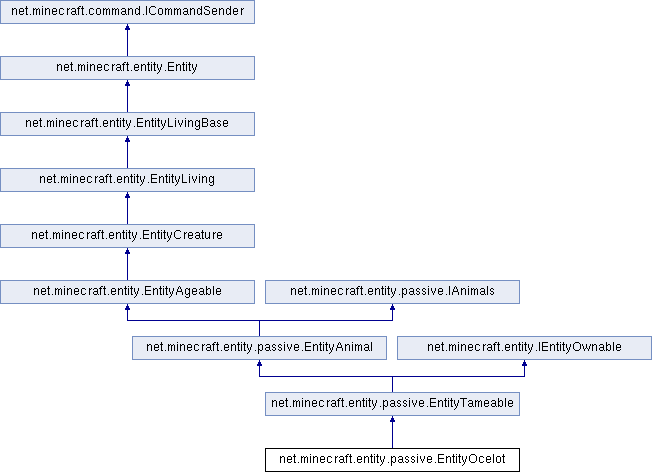 net.minecraft.command.ICommandSender
net.minecraft.entity.Entity
net.minecraft.entity.EntityLivingBase
net.minecraft.entity.EntityLiving
net.minecraft.entity.EntityCreature
net.minecraft.entity.EntityAgeable
net.minecraft.entity.passive.IAnimals
net.minecraft.entity.passive.EntityAnimal
net.minecraft.entity.IEntityOwnable
net.minecraft.entity.passive.EntityTameable
net.minecraft.entity.passive.EntityOcelot